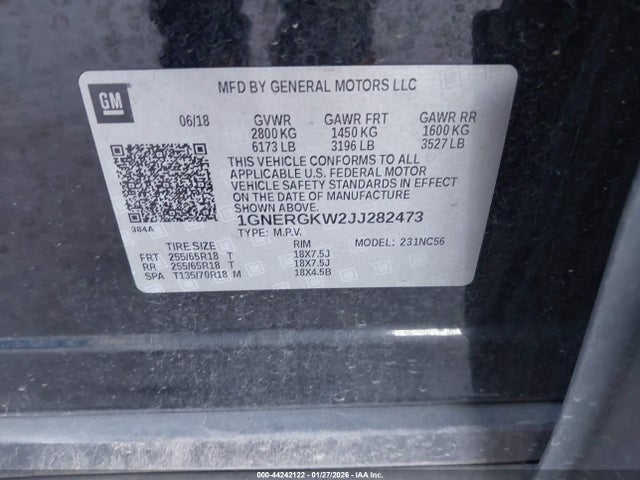 GM
MFD BY GENERAL MOTORS LLC
06/18 GVWR GAWR FRT GAWR RR
2800 KG 1450 KG 1600 KG
6173 LB 3196 LB 3527 LB
THIS VEHICLE CONFORMS TO ALL
APPLICABLE U.S. FEDERAL MOTOR
VEHICLE SAFETY STANDARDS IN EFFECT
ON THE DATE OF MANUFACTURE
SHOWN ABOVE.
384A 1GNERGKW2JJ282473
TYPE: M.P.V. MODEL: 231NC56
TIRE SIZE RIM
FRT 255/65R18 T 18X7.5J
RR 255/65R18 T 18X7.5J
SPA T135/70R18 M 18X4.5B
000-44242122 | 01/27/2026 - IAA Inc.